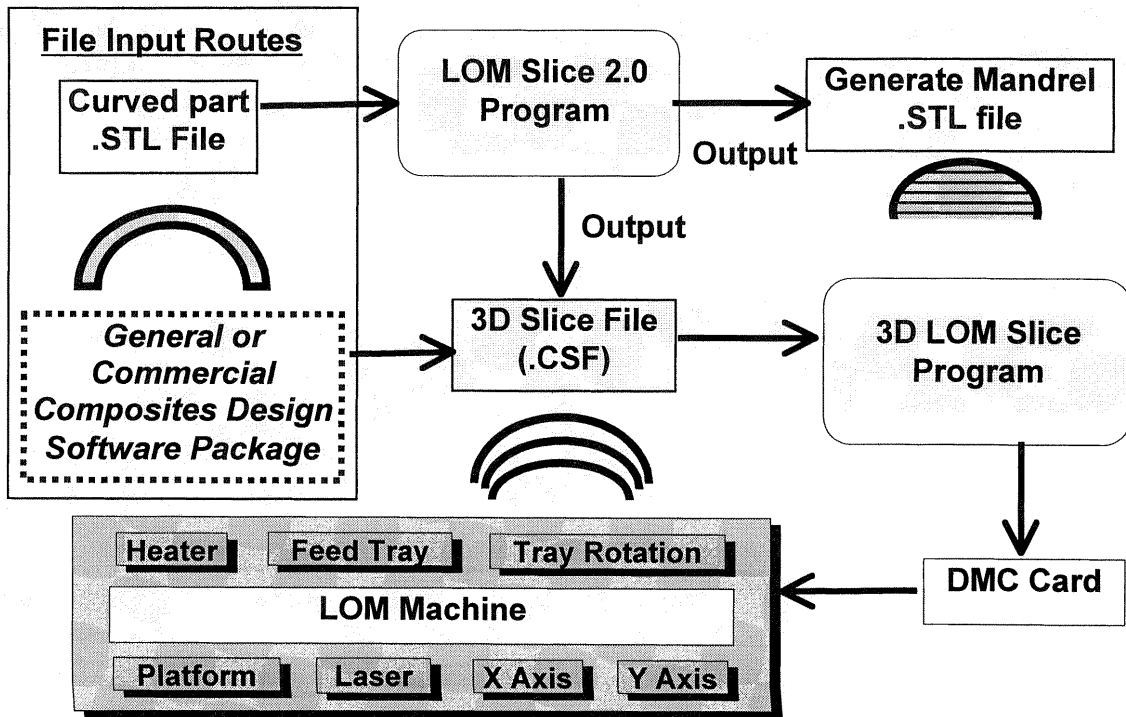 File Input Routes
Curved part
.STL File
General or
Commercial
Composites Design
Software Package
LOM Slice 2.0
Program
Output
Generate Mandrel
.STL file
Output
3D Slice File
(.CSF)
3D LOM Slice
Program
DMC Card
Heater
Feed Tray
Tray Rotation
LOM Machine
Platform
Laser
X Axis
Y Axis